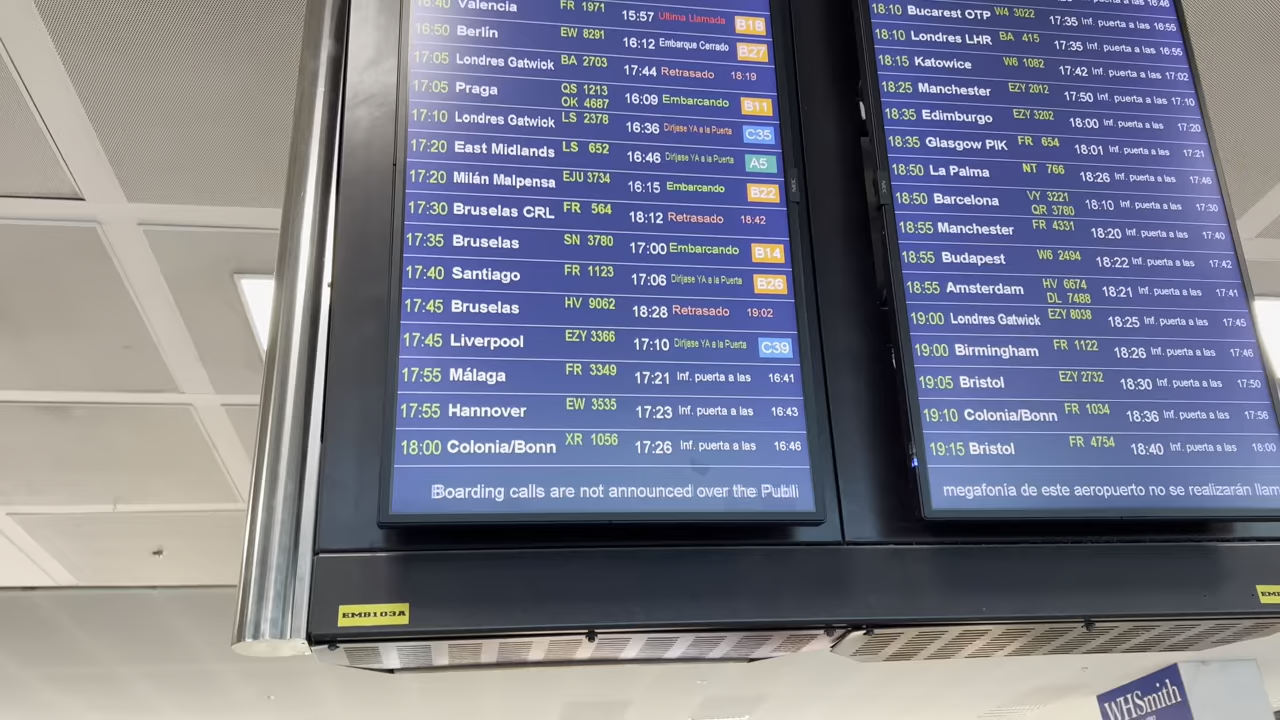 16:40 Valencia FR 1971 15:57 Ultima Llamada B18
16:50 Berlín EW 8291 16:12 Embarque Cerrado B27
17:05 Londres Gatwick BA 2703 17:44 Retrasado 18:19
17:05 Praga QS 1213 OK 4687 16:09 Embarcando B11
17:10 Londres Gatwick LS 2378 16:36 Diríjase YA a la Puerta C35
17:20 East Midlands LS 652 16:46 Diríjase YA a la Puerta A5
17:20 Milán Malpensa EJU 3734 16:15 Embarcando B22
17:30 Bruselas CRL FR 564 18:12 Retrasado 18:42
17:35 Bruselas SN 3780 17:00 Embarcando B14
17:40 Santiago FR 1123 17:06 Diríjase YA a la Puerta B26
17:45 Bruselas HV 9062 18:28 Retrasado 19:02
17:45 Liverpool EZY 3366 17:10 Diríjase YA a la Puerta C39
17:55 Málaga FR 3349 17:21 Inf. puerta a las 16:41
17:55 Hannover EW 3535 17:23 Inf. puerta a las 16:43
18:00 Colonia/Bonn XR 1056 17:26 Inf. puerta a las 16:46
Boarding calls are not announced over the Publi
puerta a las 16:46
18:10 Bucarest OTP W4 3022 17:35 Inf. puerta a las 16:55
18:10 Londres LHR BA 415 17:35 Inf. puerta a las 16:55
18:15 Katowice W6 1082 17:42 Inf. puerta a las 17:02
18:25 Manchester EZY 2012 17:50 Inf. puerta a las 17:10
18:35 Edimburgo EZY 3202 18:00 Inf. puerta a las 17:20
18:35 Glasgow PIK FR 654 18:01 Inf. puerta a las 17:21
18:50 La Palma NT 766 18:26 Inf. puerta a las 17:46
18:50 Barcelona VY 3221 QR 3780 18:10 Inf. puerta a las 17:30
18:55 Manchester FR 4331 18:20 Inf. puerta a las 17:40
18:55 Budapest W6 2494 18:22 Inf. puerta a las 17:42
18:55 Amsterdam HV 6674 DL 7488 18:21 Inf. puerta a las 17:41
19:00 Londres Gatwick EZY 8038 18:25 Inf. puerta a las 17:45
19:00 Birmingham FR 1122 18:26 Inf. puerta a las 17:46
19:05 Bristol EZY 2732 18:30 Inf. puerta a las 17:50
19:10 Colonia/Bonn FR 1034 18:36 Inf. puerta a las 17:56
19:15 Bristol FR 4754 18:40 Inf. puerta a las 18:00
megafonía de este aeropuerto no se realizarán llam
EMB103A
EMB
WHSmith